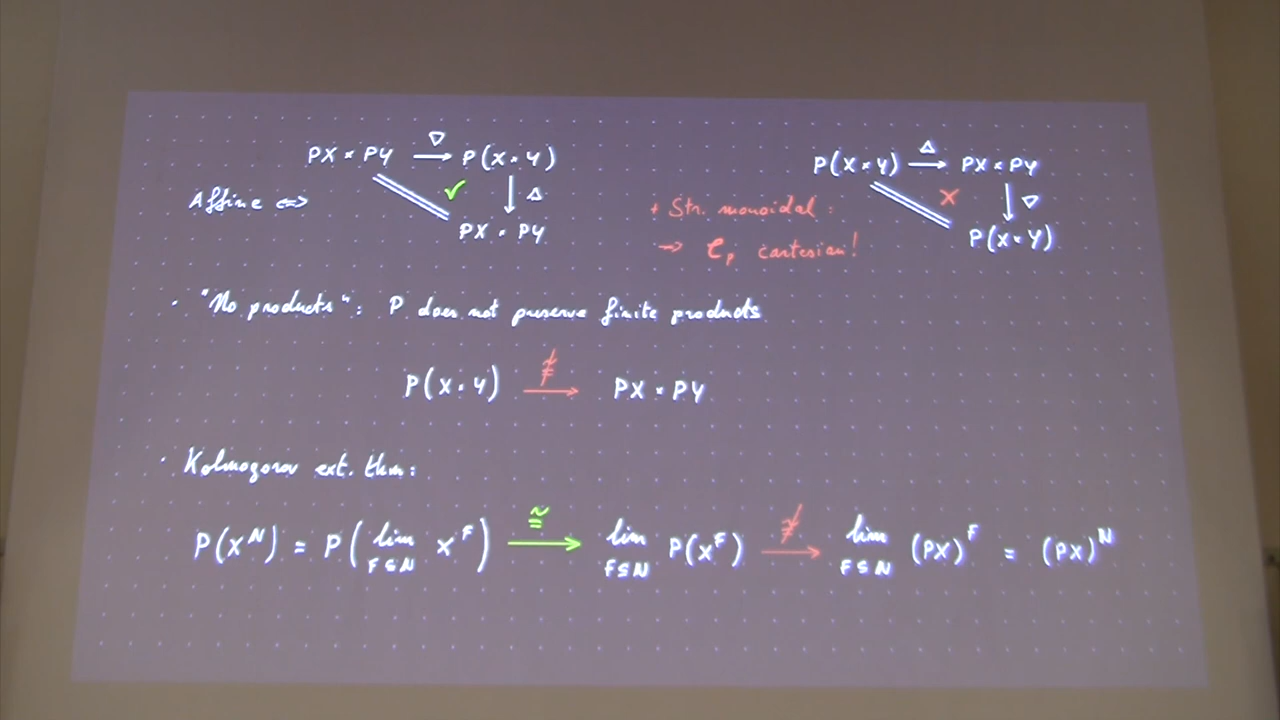 PX × PY ∇→ P(X × Y)
P(X × Y) Δ→ PX × PY
Affine ⇔ ✓ ↓ Δ
+ Str. monoidal : ✗ ↓ ∇
PX × PY
→ C_P cartesian!
P(X × Y)
· "No products": P does not preserve finite products
P(X × Y) ≇→ PX × PY
· Kolmogorov ext. thm:
P(X^N) = P(lim_{F⊆N} X^F) ≅→ lim_{F⊆N} P(X^F) ≇→ lim_{F⊆N} (PX)^F = (PX)^N